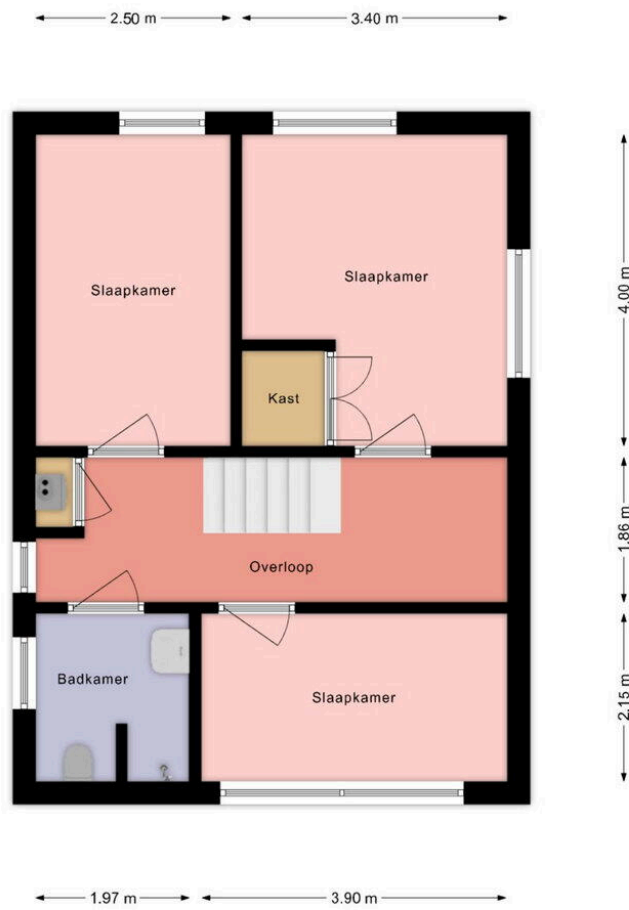 2.50 m
3.40 m
Slaapkamer
Slaapkamer
4.00 m
Kast
1.86 m
Overloop
Badkamer
Slaapkamer
2.15 m
1.97 m
3.90 m